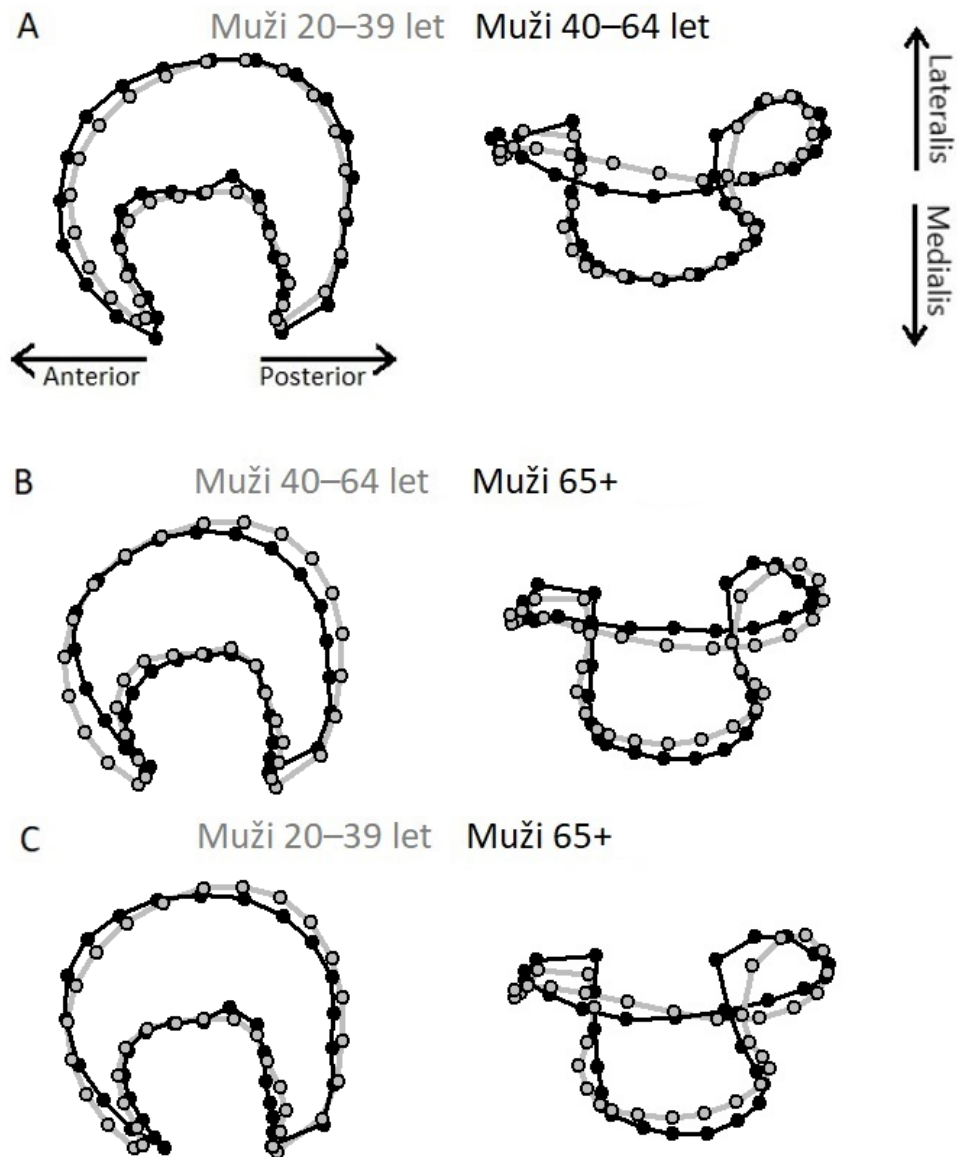 A Muži 20–39 let Muži 40–64 let
Lateralis
Medialis
Anterior Posterior
B Muži 40–64 let Muži 65+
C Muži 20–39 let Muži 65+